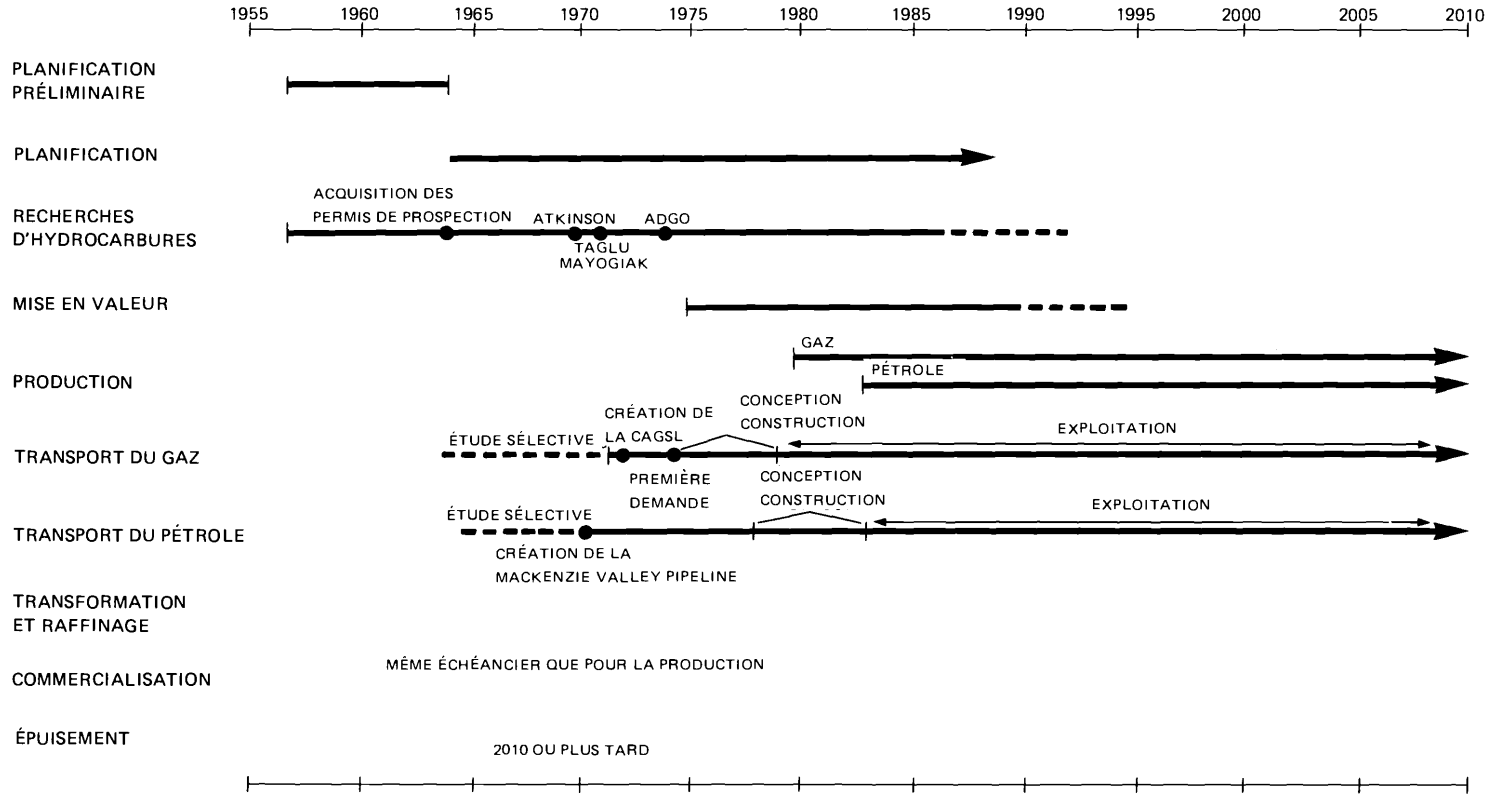 1955 1960 1965 1970 1975 1980 1985 1990 1995 2000 2005 2010
PLANIFICATION
PRÉLIMINAIRE
PLANIFICATION
ACQUISITION DES
PERMIS DE PROSPECTION
ATKINSON
ADGO
RECHERCHES
D'HYDROCARBURES
TAGLU
MAYOGIAK
MISE EN VALEUR
GAZ
PÉTROLE
PRODUCTION
ÉTUDE SÉLECTIVE
CRÉATION DE
LA CAGSL
CONCEPTION
CONSTRUCTION
EXPLOITATION
TRANSPORT DU GAZ
PREMIÈRE
DEMANDE
CONCEPTION
CONSTRUCTION
EXPLOITATION
ÉTUDE SÉLECTIVE
TRANSPORT DU PÉTROLE
CRÉATION DE LA
MACKENZIE VALLEY PIPELINE
TRANSFORMATION
ET RAFFINAGE
MÊME ÉCHÉANCIER QUE POUR LA PRODUCTION
COMMERCIALISATION
ÉPUISEMENT
2010 OU PLUS TARD